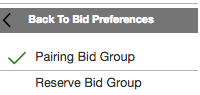 Back To Bid Preferences
Pairing Bid Group
Reserve Bid Group